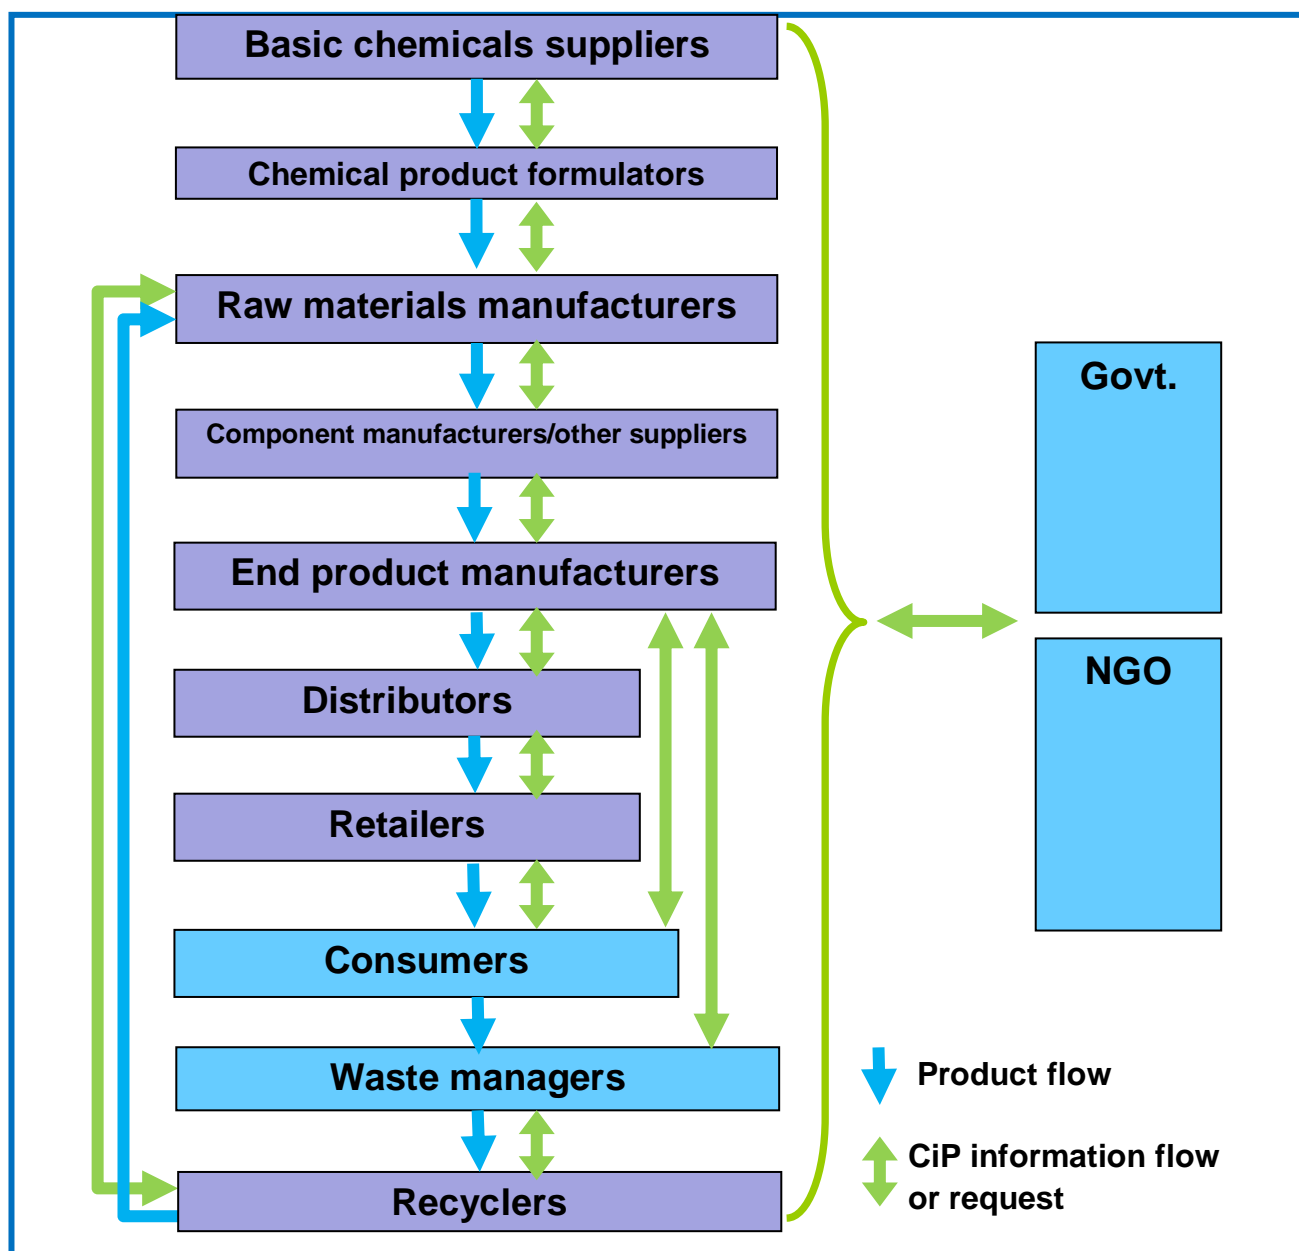 Basic chemicals suppliers
Chemical product formulators
Raw materials manufacturers
Component manufacturers/other suppliers
End product manufacturers
Distributors
Retailers
Consumers
Waste managers
Recyclers
Govt.
NGO
Product flow
CiP information flow
or request